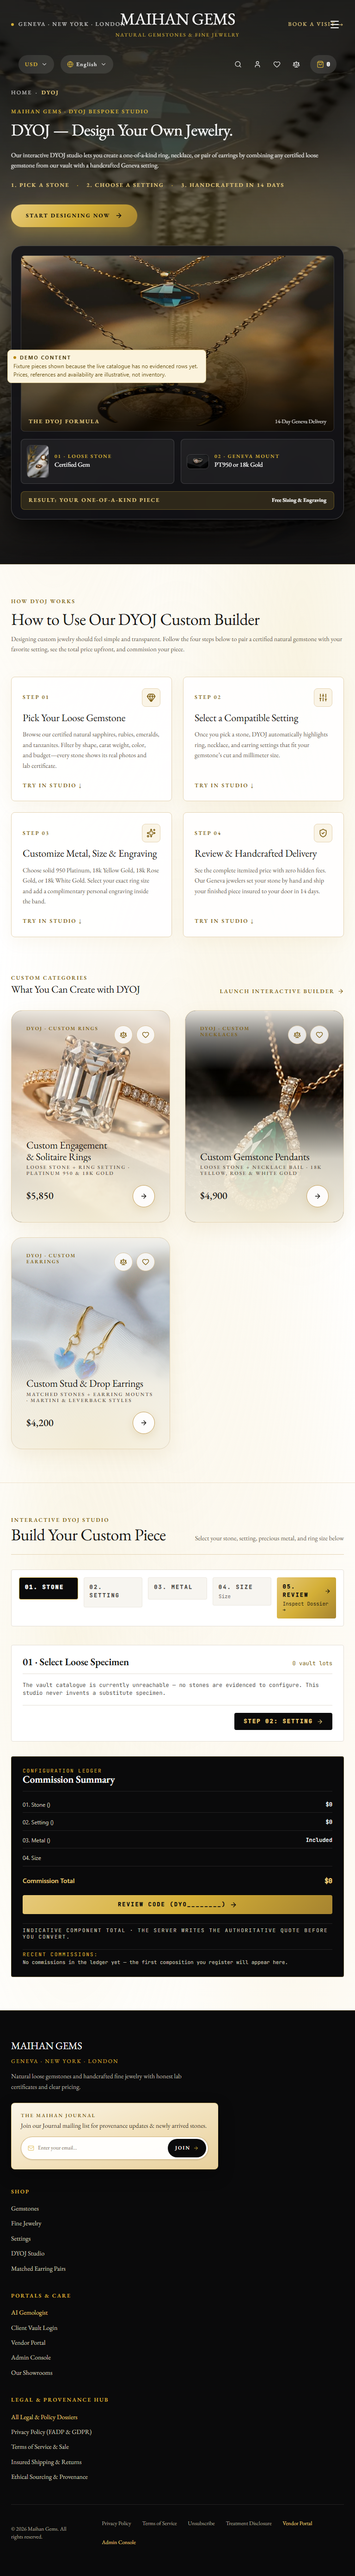 GENEVA · NEW YORK · LONDON
MAIHAN GEMS
NATURAL GEMSTONES & FINE JEWELRY
BOOK A VISIT
USD
English
0
HOME · DYOJ
MAIHAN GEMS · DYOJ BESPOKE STUDIO
DYOJ — Design Your Own Jewelry.
Our interactive DYOJ studio lets you create a one-of-a-kind ring, necklace, or pair of earrings by combining any certified loose
gemstone from our vault with a handcrafted Geneva setting.
1. PICK A STONE · 2. CHOOSE A SETTING · 3. HANDCRAFTED IN 14 DAYS
START DESIGNING NOW →
DEMO CONTENT
Fixture pieces shown because the live catalogue has no evidenced rows yet.
Prices, references and availability are illustrative, not inventory.
THE DYOJ FORMULA
14-Day Geneva Delivery
01 · LOOSE STONE
Certified Gem
02 · GENEVA MOUNT
PT950 or 18k Gold
RESULT: YOUR ONE-OF-A-KIND PIECE
Free Sizing & Engraving
HOW DYOJ WORKS
How to Use Our DYOJ Custom Builder
Designing custom jewelry should feel simple and transparent. Follow the four steps below to pair a certified natural gemstone with your
favorite setting, see the total price upfront, and commission your piece.
STEP 01
Pick Your Loose Gemstone
Browse our certified natural sapphires, rubies, emeralds,
and tanzanites. Filter by shape, carat weight, color,
and budget—every stone shows its real photos and
lab certificate.
TRY IN STUDIO ↓
STEP 02
Select a Compatible Setting
Once you pick a stone, DYOJ automatically highlights
ring, necklace, and earring settings that fit your
gemstone's cut and millimeter size.
TRY IN STUDIO ↓
STEP 03
Customize Metal, Size & Engraving
Choose solid 950 Platinum, 18k Yellow Gold, 18k Rose
Gold, or 18k White Gold. Select your exact ring size
and add a complimentary personal engraving inside
the band.
TRY IN STUDIO ↓
STEP 04
Review & Handcrafted Delivery
See the complete itemized price with zero hidden fees.
Our Geneva jewelers set your stone by hand and ship
your finished piece insured to your door in 14 days.
TRY IN STUDIO ↓
CUSTOM CATEGORIES
What You Can Create with DYOJ
LAUNCH INTERACTIVE BUILDER →
DYOJ · CUSTOM RINGS
Custom Engagement
& Solitaire Rings
LOOSE STONE + RING SETTING ·
PLATINUM 950 & 18K GOLD
$5,850
DYOJ · CUSTOM
NECKLACES
Custom Gemstone Pendants
LOOSE STONE + NECKLACE BAIL · 18K
YELLOW, ROSE & WHITE GOLD
$4,900
DYOJ · CUSTOM
EARRINGS
Custom Stud & Drop Earrings
MATCHED STONES + EARRING MOUNTS
· MARTINI & LEVERBACK STYLES
$4,200
INTERACTIVE DYOJ STUDIO
Build Your Custom Piece
Select your stone, setting, precious metal, and ring size below
01. STONE
02.
SETTING
03. METAL
04. SIZE
Size
05.
REVIEW →
Inspect Dossier
01 · Select Loose Specimen
0 vault lots
The vault catalogue is currently unreachable — no stones are evidenced to configure. This
studio never invents a substitute specimen.
STEP 02: SETTING →
CONFIGURATION LEDGER
Commission Summary
01. Stone ()
$0
02. Setting ()
$0
03. Metal ()
Included
04. Size
Commission Total
$0
REVIEW CODE (DYO________) →
INDICATIVE COMPONENT TOTAL · THE SERVER WRITES THE AUTHORITATIVE QUOTE BEFORE
YOU CONVERT.
RECENT COMMISSIONS:
No commissions in the ledger yet — the first composition you register will appear here.
MAIHAN GEMS
GENEVA · NEW YORK · LONDON
Natural loose gemstones and handcrafted fine jewelry with honest lab
certificates and clear pricing.
THE MAIHAN JOURNAL
Join our Journal mailing list for provenance updates & newly arrived stones.
Enter your email...
JOIN →
SHOP
Gemstones
Fine Jewelry
Settings
DYOJ Studio
Matched Earring Pairs
PORTALS & CARE
AI Gemologist
Client Vault Login
Vendor Portal
Admin Console
Our Showrooms
LEGAL & PROVENANCE HUB
All Legal & Policy Dossiers
Privacy Policy (FADP & GDPR)
Terms of Service & Sale
Insured Shipping & Returns
Ethical Sourcing & Provenance
© 2026 Maihan Gems. All
rights reserved.
Privacy Policy
Terms of Service
Unsubscribe
Treatment Disclosure
Vendor Portal
Admin Console